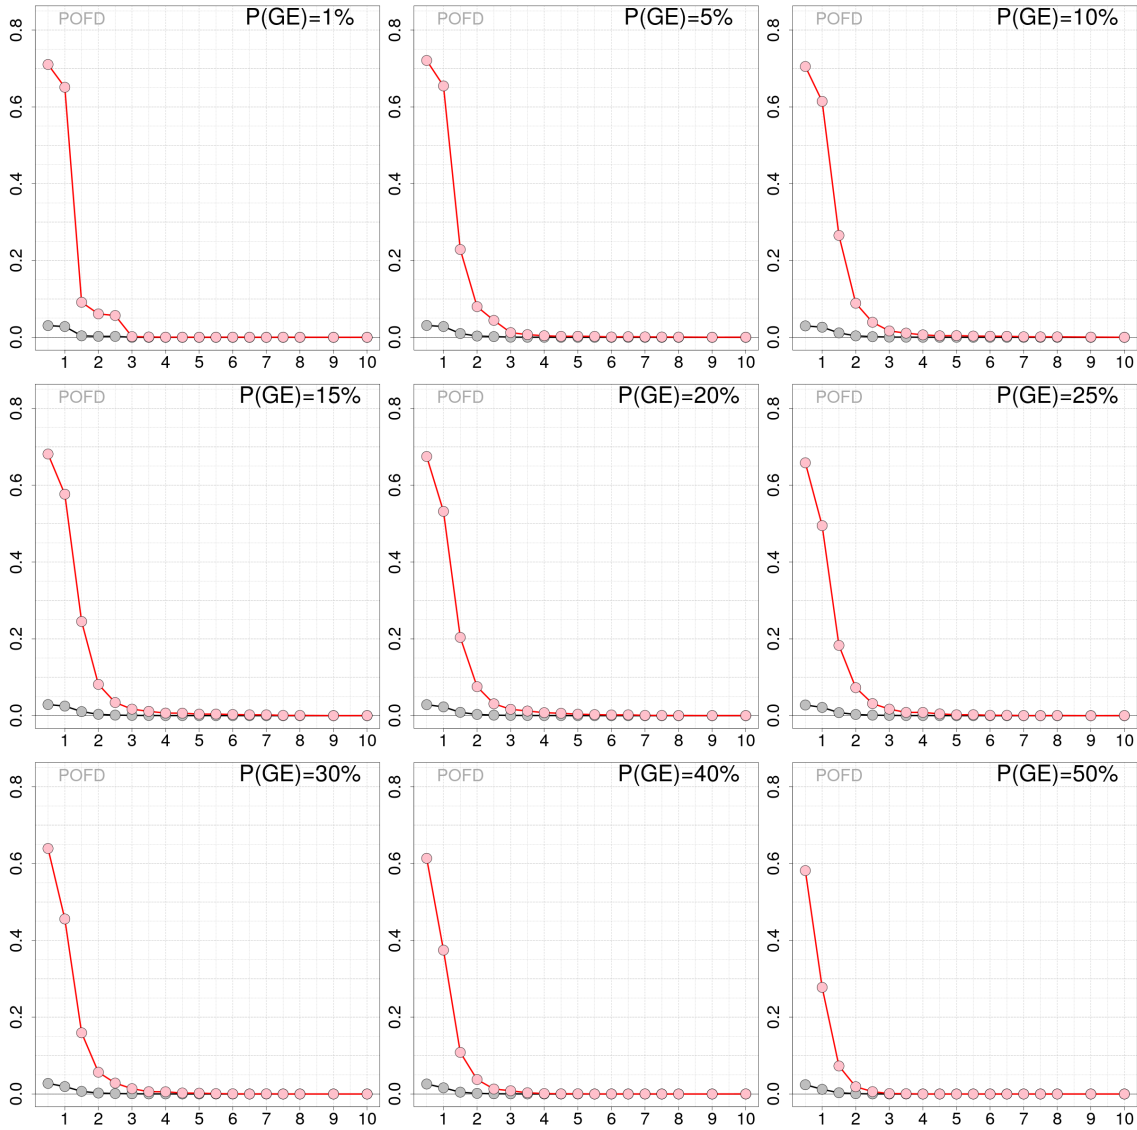 POFD P(GE)=1%
0.0 0.2 0.4 0.6 0.8
1 2 3 4 5 6 7 8 9 10
POFD P(GE)=5%
0.0 0.2 0.4 0.6 0.8
1 2 3 4 5 6 7 8 9 10
POFD P(GE)=10%
0.0 0.2 0.4 0.6 0.8
1 2 3 4 5 6 7 8 9 10
POFD P(GE)=15%
0.0 0.2 0.4 0.6 0.8
1 2 3 4 5 6 7 8 9 10
POFD P(GE)=20%
0.0 0.2 0.4 0.6 0.8
1 2 3 4 5 6 7 8 9 10
POFD P(GE)=25%
0.0 0.2 0.4 0.6 0.8
1 2 3 4 5 6 7 8 9 10
POFD P(GE)=30%
0.0 0.2 0.4 0.6 0.8
1 2 3 4 5 6 7 8 9 10
POFD P(GE)=40%
0.0 0.2 0.4 0.6 0.8
1 2 3 4 5 6 7 8 9 10
POFD P(GE)=50%
0.0 0.2 0.4 0.6 0.8
1 2 3 4 5 6 7 8 9 10